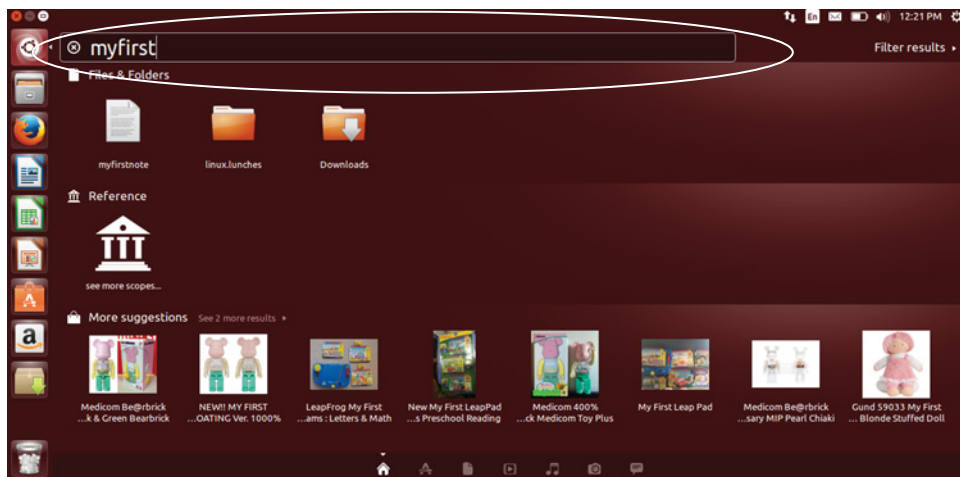 En 12:21 PM
myfirst
Filter results
Files & Folders
myfirstnote
linux.lunches
Downloads
Reference
see more scopes...
More suggestions See 2 more results
Medicom Be@rbrick
...k & Green Bearbrick
NEW!! MY FIRST
...OATING Ver. 1000%
LeapFrog My First
...ams : Letters & Math
New My First LeapPad
...s Preschool Reading
Medicom 400%
...ck Medicom Toy Plus
My First Leap Pad
Medicom Be@rbrick
...sary MIP Pearl Chiaki
Gund 59033 My First
... Blonde Stuffed Doll